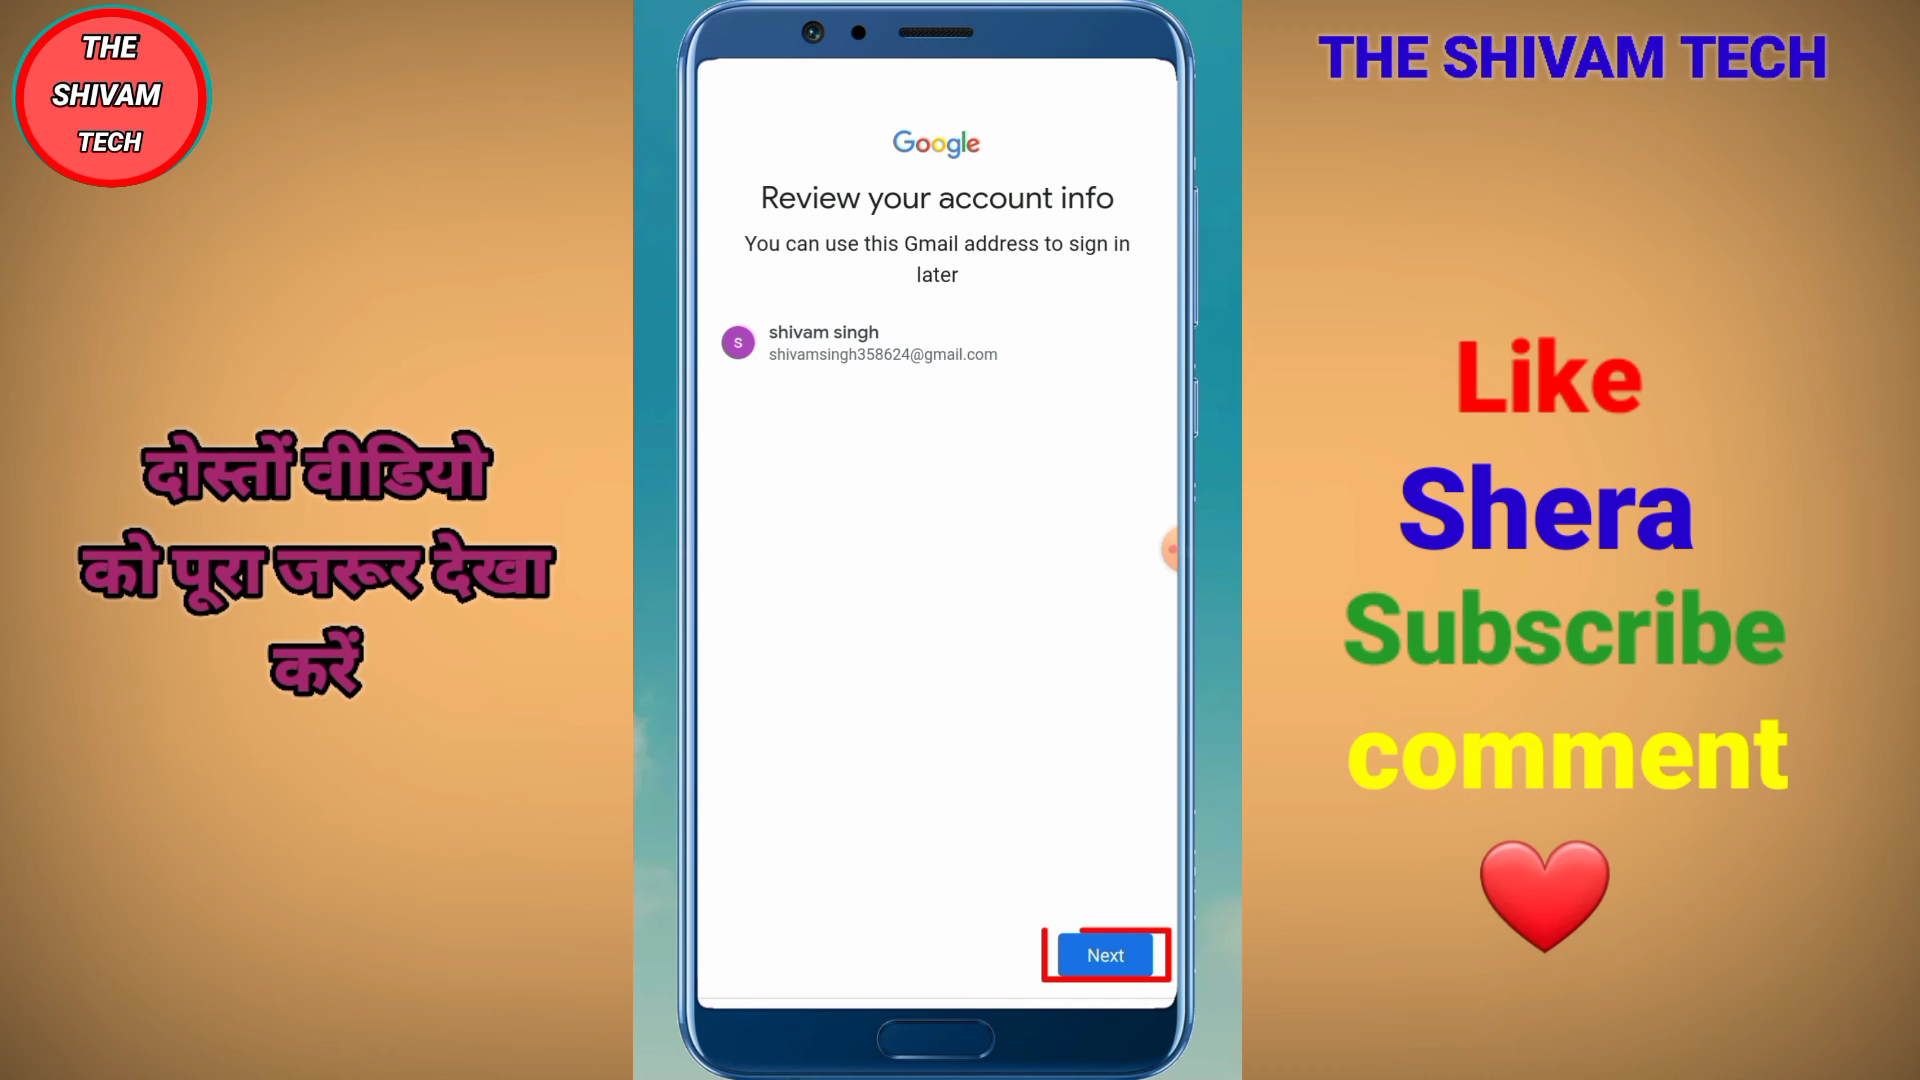 THE
SHIVAM
TECH
दोस्तों वीडियो
को पूरा जरूर देखा
करें
Google
Review your account info
You can use this Gmail address to sign in
later
S
shivam singh
shivamsingh358624@gmail.com
Next
THE SHIVAM TECH
Like
Shera
Subscribe
comment